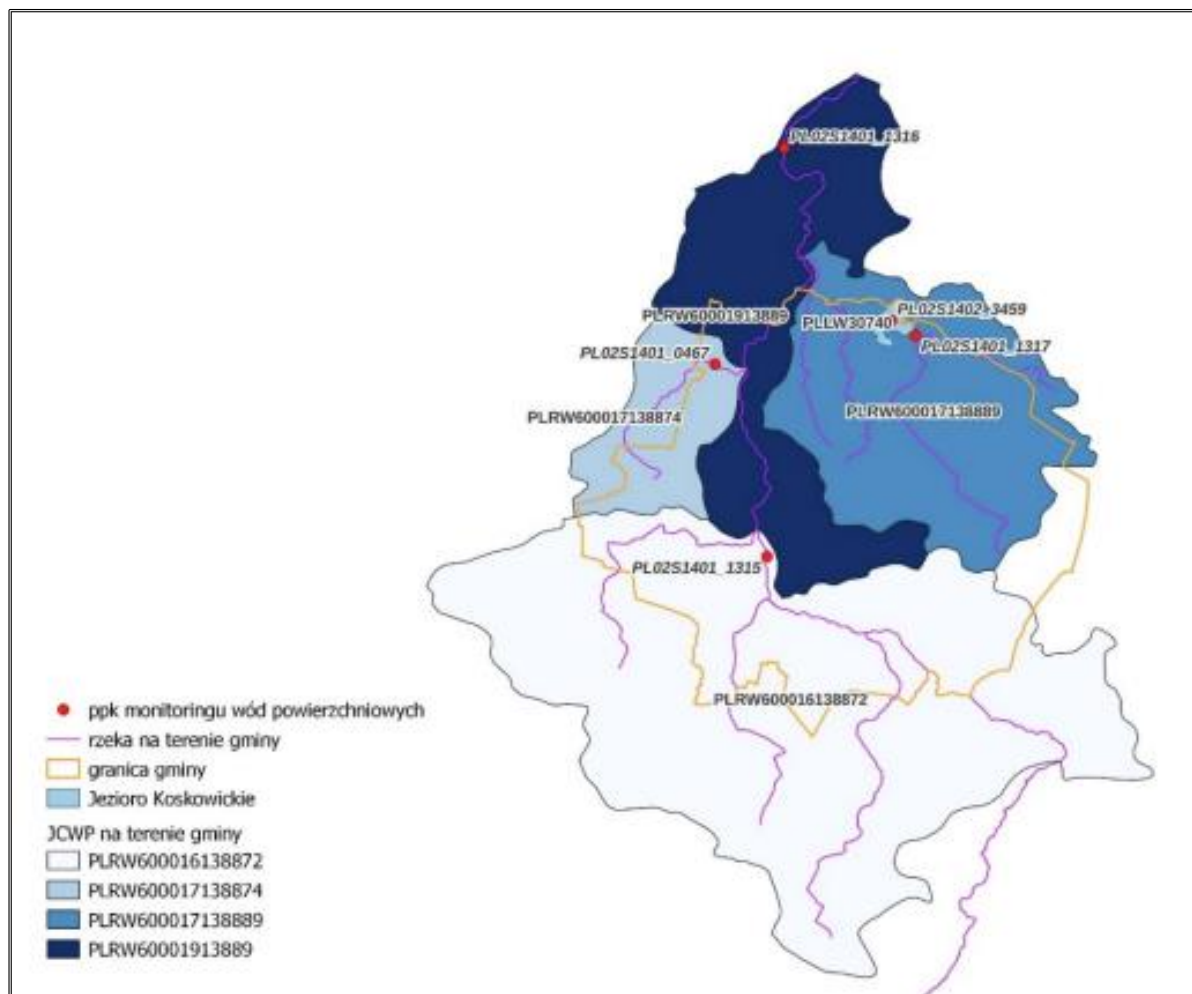 PL02S1401_1316
PLRW60001913889
PL02S1402_3459
PLLW30740
PL02S1401_0467
PL02S1401_1317
PLRW600017138874
PLRW600017138889
PL02S1401_1315
PLRW600016138872
ppk monitoringu wód powierzchniowych
rzeka na terenie gminy
granica gminy
Jezioro Koskowickie
JCWP na terenie gminy
PLRW600016138872
PLRW600017138874
PLRW600017138889
PLRW60001913889